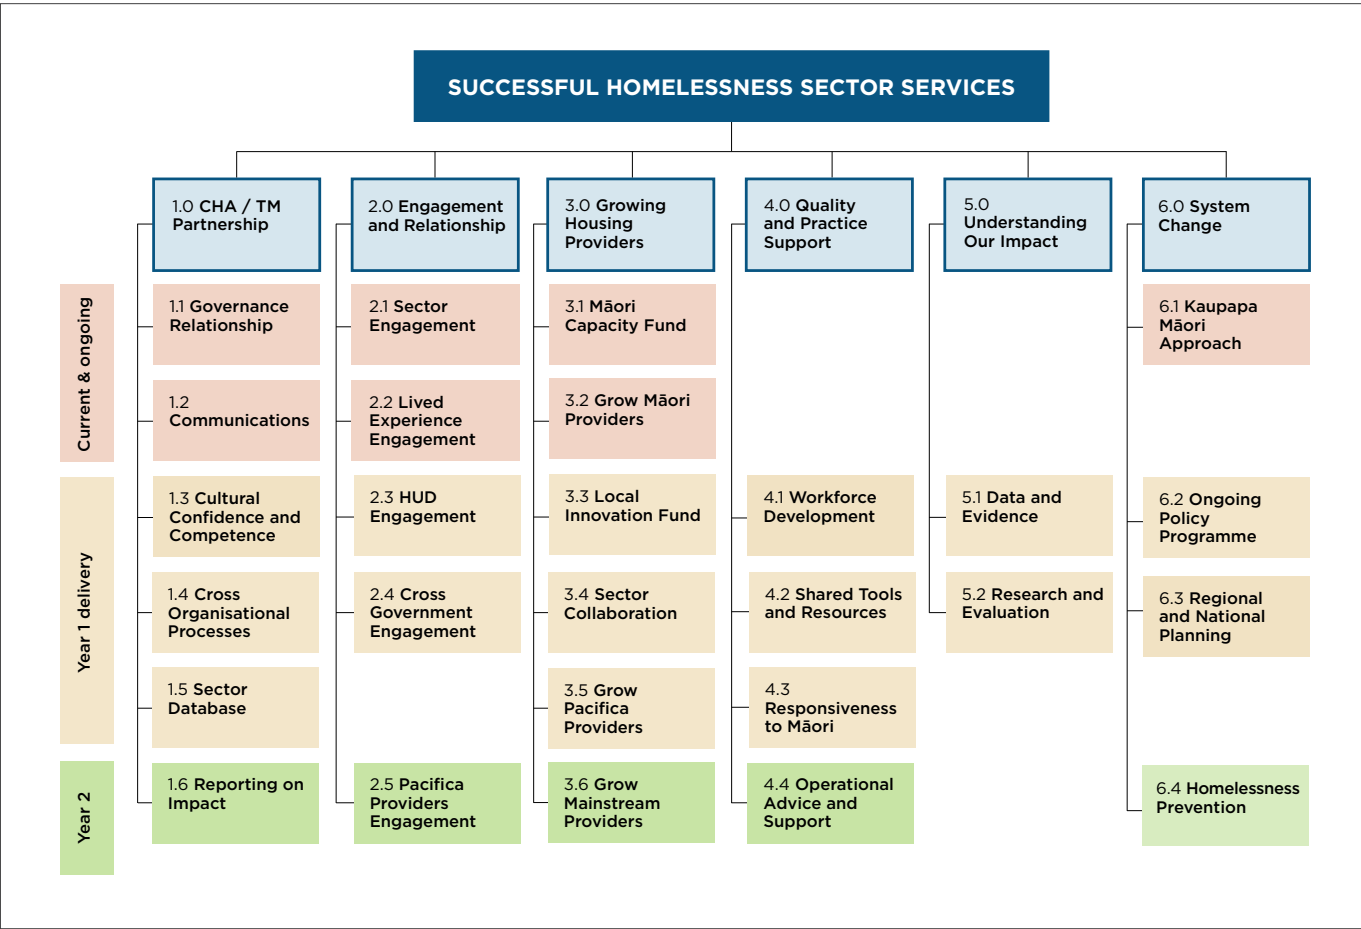 SUCCESSFUL HOMELESSNESS SECTOR SERVICES
1.0 CHA / TM
Partnership
2.0 Engagement
and Relationship
3.0 Growing
Housing
Providers
4.0 Quality
and Practice
Support
5.0
Understanding
Our Impact
6.0 System
Change
Current & ongoing
1.1 Governance
Relationship
2.1 Sector
Engagement
3.1 Māori
Capacity Fund
6.1 Kaupapa
Māori
Approach
1.2
Communications
2.2 Lived
Experience
Engagement
3.2 Grow Māori
Providers
Year 1 delivery
1.3 Cultural
Confidence and
Competence
2.3 HUD
Engagement
3.3 Local
Innovation Fund
4.1 Workforce
Development
5.1 Data and
Evidence
6.2 Ongoing
Policy
Programme
1.4 Cross
Organisational
Processes
2.4 Cross
Government
Engagement
3.4 Sector
Collaboration
4.2 Shared Tools
and Resources
5.2 Research and
Evaluation
6.3 Regional
and National
Planning
1.5 Sector
Database
3.5 Grow
Pacifica
Providers
4.3
Responsiveness
to Māori
Year 2
1.6 Reporting on
Impact
2.5 Pacifica
Providers
Engagement
3.6 Grow
Mainstream
Providers
4.4 Operational
Advice and
Support
6.4 Homelessness
Prevention